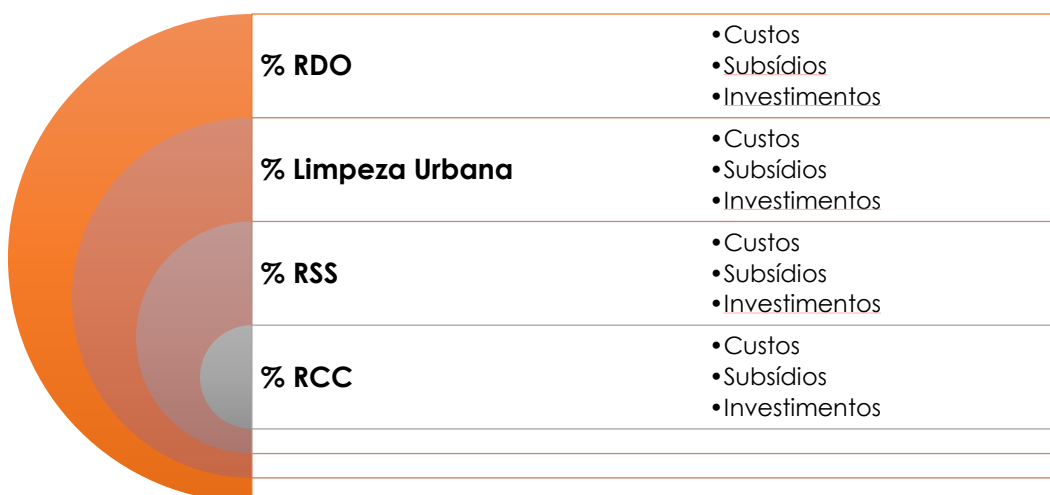 % RDO
•Custos
•Subsídios
•Investimentos
% Limpeza Urbana
•Custos
•Subsídios
•Investimentos
% RSS
•Custos
•Subsídios
•Investimentos
% RCC
•Custos
•Subsídios
•Investimentos